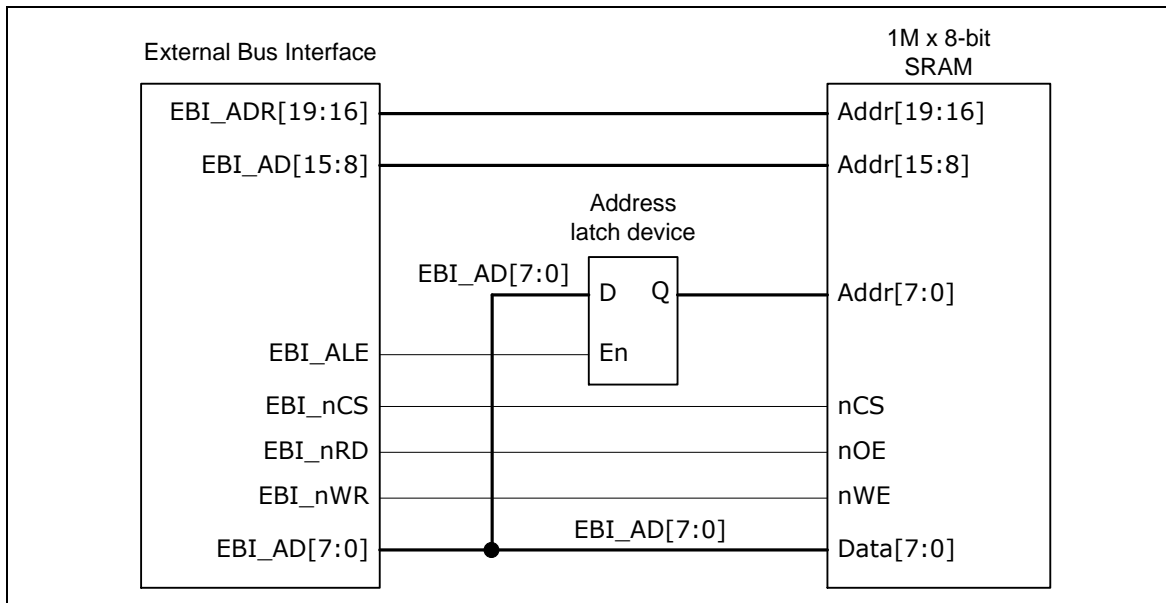 External Bus Interface
1M x 8-bit
SRAM
EBI_ADR[19:16]
Addr[19:16]
EBI_AD[15:8]
Addr[15:8]
Address
latch device
EBI_AD[7:0]
D
Q
Addr[7:0]
EBI_ALE
En
EBI_nCS
nCS
EBI_nRD
nOE
EBI_nWR
nWE
EBI_AD[7:0]
EBI_AD[7:0]
Data[7:0]